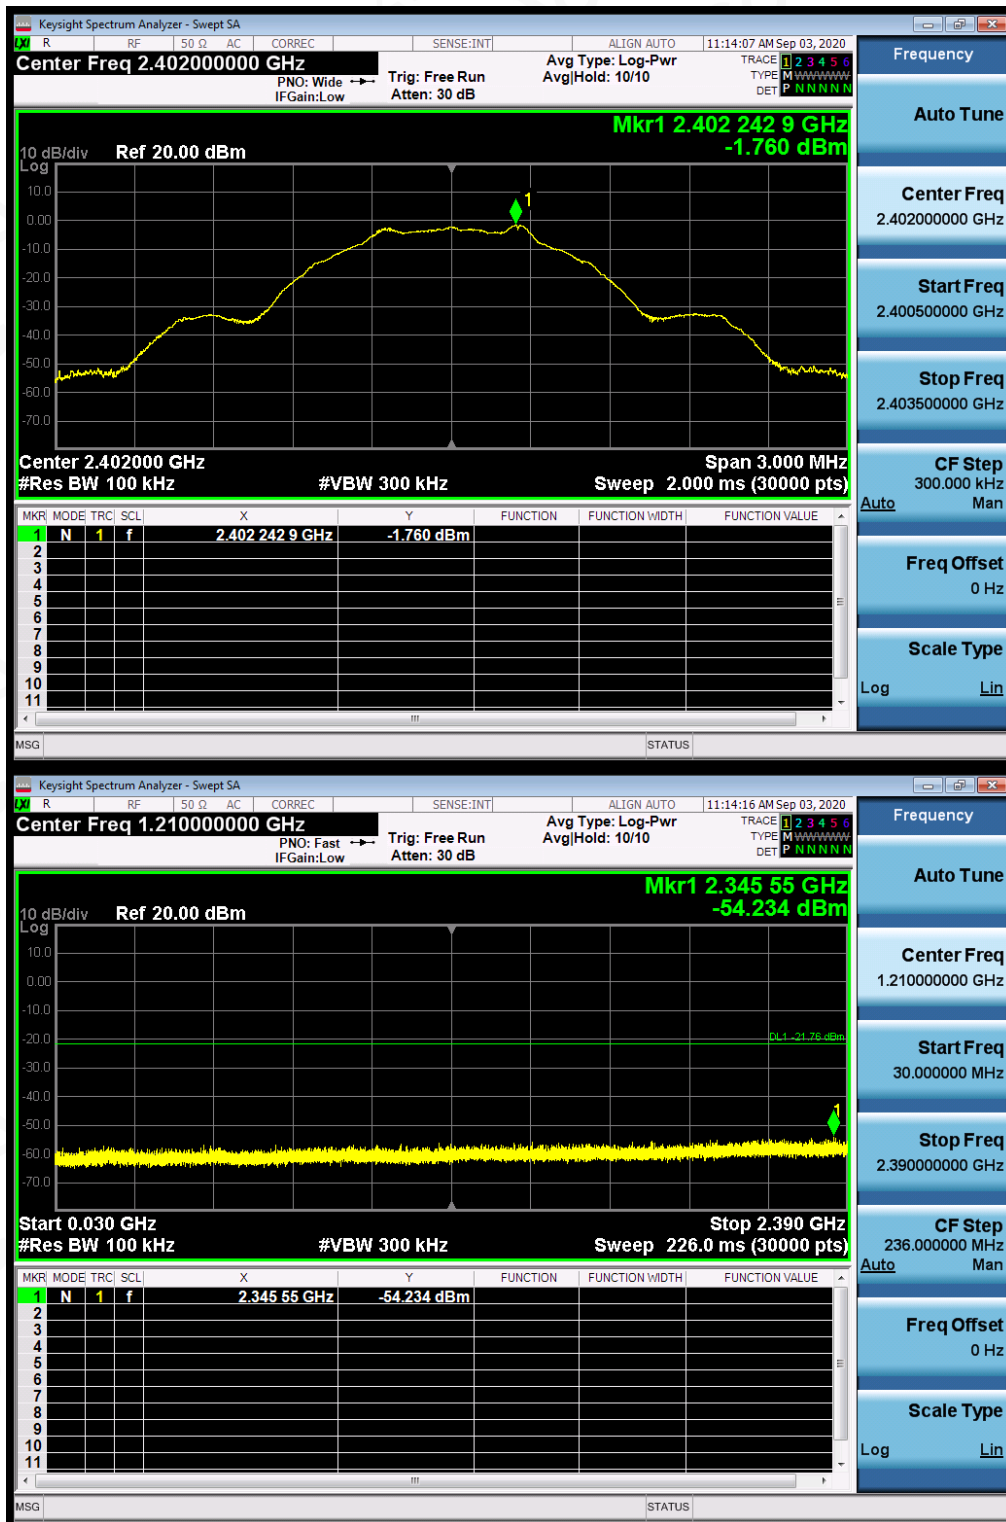 Keysight Spectrum Analyzer - Swept SA
LXI R RF 50 Ω AC CORREC SENSE:INT ALIGN AUTO 11:14:07 AM Sep 03, 2020
Center Freq 2.402000000 GHz
PNO: Wide
IFGain:Low
Trig: Free Run
Atten: 30 dB
Avg Type: Log-Pwr
Avg|Hold: 10/10
TRACE 1 2 3 4 5 6
TYPE M WWWWW
DET P N N N N N
Mkr1 2.402 242 9 GHz
-1.760 dBm
10 dB/div Ref 20.00 dBm
Log
10.0
0.00
-10.0
-20.0
-30.0
-40.0
-50.0
-60.0
-70.0
1
Center 2.402000 GHz Span 3.000 MHz
#Res BW 100 kHz #VBW 300 kHz Sweep 2.000 ms (30000 pts)
MKR MODE TRC SCL X Y FUNCTION FUNCTION WIDTH FUNCTION VALUE
1 N 1 f 2.402 242 9 GHz -1.760 dBm
2
3
4
5
6
7
8
9
10
11
MSG STATUS
Frequency
Auto Tune
Center Freq
2.402000000 GHz
Start Freq
2.400500000 GHz
Stop Freq
2.403500000 GHz
CF Step
300.000 kHz
Auto Man
Freq Offset
0 Hz
Scale Type
Log Lin
Keysight Spectrum Analyzer - Swept SA
LXI R RF 50 Ω AC CORREC SENSE:INT ALIGN AUTO 11:14:16 AM Sep 03, 2020
Center Freq 1.210000000 GHz
PNO: Fast
IFGain:Low
Trig: Free Run
Atten: 30 dB
Avg Type: Log-Pwr
Avg|Hold: 10/10
TRACE 1 2 3 4 5 6
TYPE M WWWWW
DET P N N N N N
Mkr1 2.345 55 GHz
-54.234 dBm
10 dB/div Ref 20.00 dBm
Log
10.0
0.00
-10.0
-20.0
-30.0
-40.0
-50.0
-60.0
-70.0
DL1 -21.76 dBm
1
Start 0.030 GHz Stop 2.390 GHz
#Res BW 100 kHz #VBW 300 kHz Sweep 226.0 ms (30000 pts)
MKR MODE TRC SCL X Y FUNCTION FUNCTION WIDTH FUNCTION VALUE
1 N 1 f 2.345 55 GHz -54.234 dBm
2
3
4
5
6
7
8
9
10
11
MSG STATUS
Frequency
Auto Tune
Center Freq
1.210000000 GHz
Start Freq
30.000000 MHz
Stop Freq
2.390000000 GHz
CF Step
236.000000 MHz
Auto Man
Freq Offset
0 Hz
Scale Type
Log Lin